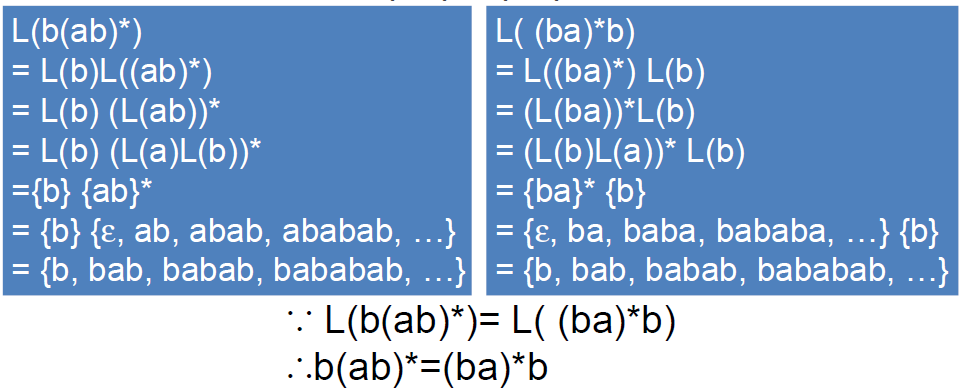 L(b(ab)*)
= L(b)L((ab)*)
= L(b) (L(ab))*
= L(b) (L(a)L(b))*
={b} {ab}*
= {b} {ε, ab, abab, ababab, …}
= {b, bab, babab, bababab, …}
L( (ba)*b)
= L((ba)*) L(b)
= (L(ba))*L(b)
= (L(b)L(a))* L(b)
= {ba}* {b}
= {ε, ba, baba, bababa, …} {b}
= {b, bab, babab, bababab, …}
∵ L(b(ab)*)= L( (ba)*b)
∴b(ab)*=(ba)*b